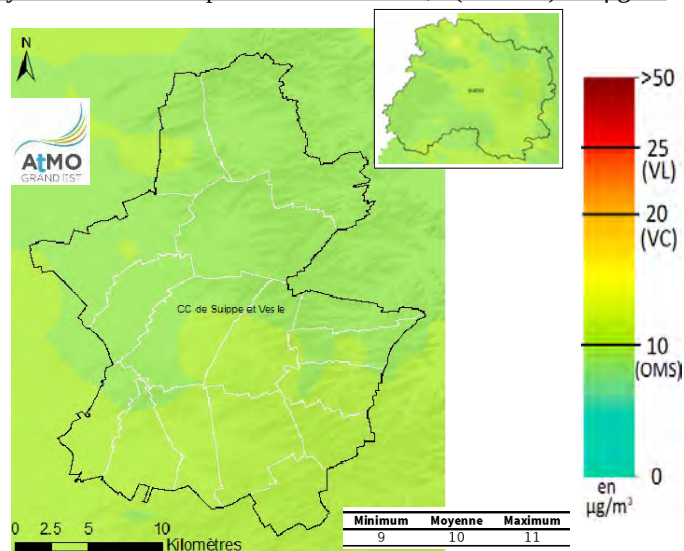 N
AtMO
GRAND EST
MARNE
CC de Suippe et Vesle
>50
25
(VL)
20
(VC)
10
(OMS)
0
en
µg/m³
0 2.5 5 10
Kilomètres
Minimum Moyenne Maximum
9 10 11